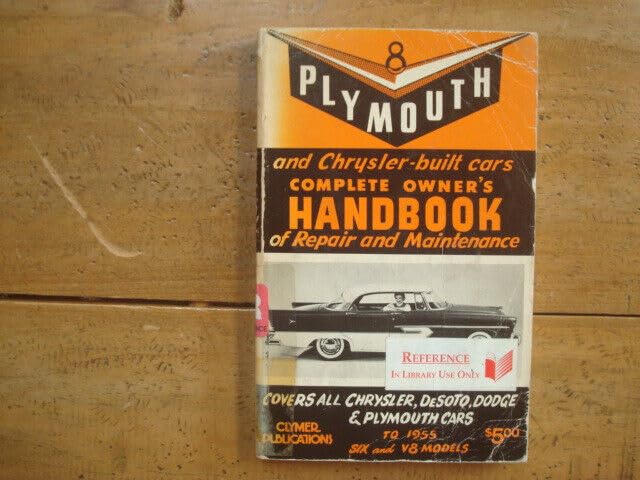 8
PLYMOUTH
and Chrysler-built cars
COMPLETE OWNER'S
HANDBOOK
of Repair and Maintenance
R
NCE
REFERENCE
IN LIBRARY USE ONLY
COVERS ALL CHRYSLER, DeSOTO, DODGE
& PLYMOUTH CARS
CLYMER
PUBLICATIONS
TO 1955
SIX and V8 MODELS
$5.00